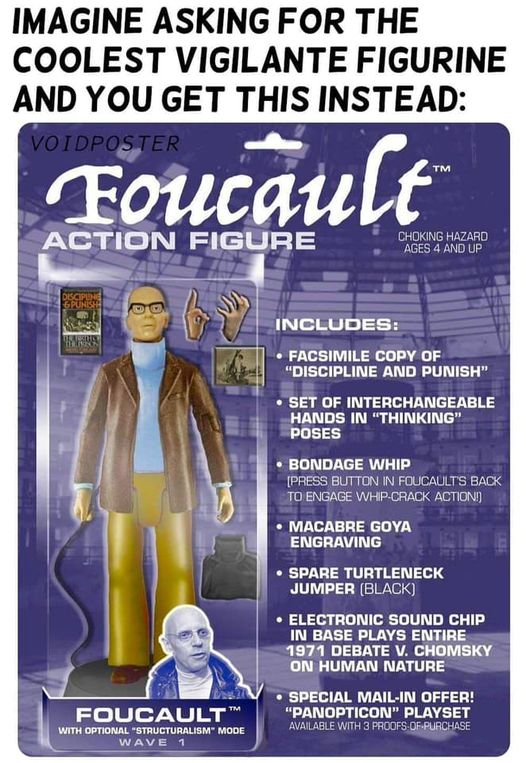 IMAGINE ASKING FOR THE
COOLEST VIGILANTE FIGURINE
AND YOU GET THIS INSTEAD:
VOIDPOSTER
Foucault™
ACTION FIGURE
CHOKING HAZARD
AGES 4 AND UP
DISCIPLINE
& PUNISH
THE BIRTH OF
THE PRISON
INCLUDES:
• FACSIMILE COPY OF
"DISCIPLINE AND PUNISH"
• SET OF INTERCHANGEABLE
HANDS IN "THINKING"
POSES
• BONDAGE WHIP
(PRESS BUTTON IN FOUCAULT'S BACK
TO ENGAGE WHIP-CRACK ACTION!)
• MACABRE GOYA
ENGRAVING
• SPARE TURTLENECK
JUMPER (BLACK)
• ELECTRONIC SOUND CHIP
IN BASE PLAYS ENTIRE
1971 DEBATE V. CHOMSKY
ON HUMAN NATURE
• SPECIAL MAIL-IN OFFER!
"PANOPTICON" PLAYSET
AVAILABLE WITH 3 PROOFS-OF-PURCHASE
FOUCAULT™
WITH OPTIONAL "STRUCTURALISM" MODE
WAVE 1